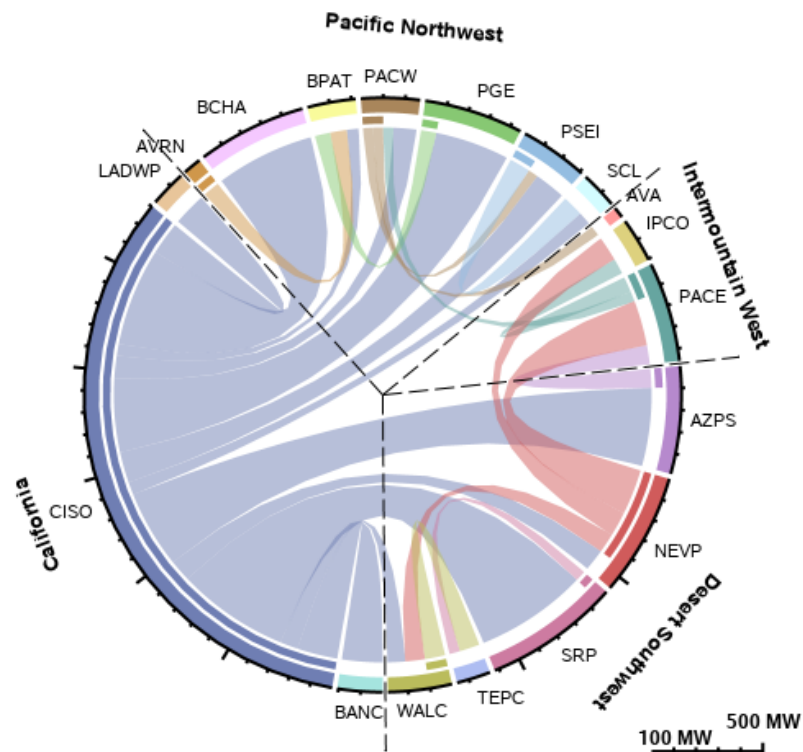 Pacific Northwest
BPAT
PACW
PGE
BCHA
PSEI
AVRN
SCL
LADWP
AVA
IPCO
Intermountain West
PACE
AZPS
CISO
California
NEVP
Desert Southwest
SRP
TEPC
BANC
WALC
500 MW
100 MW